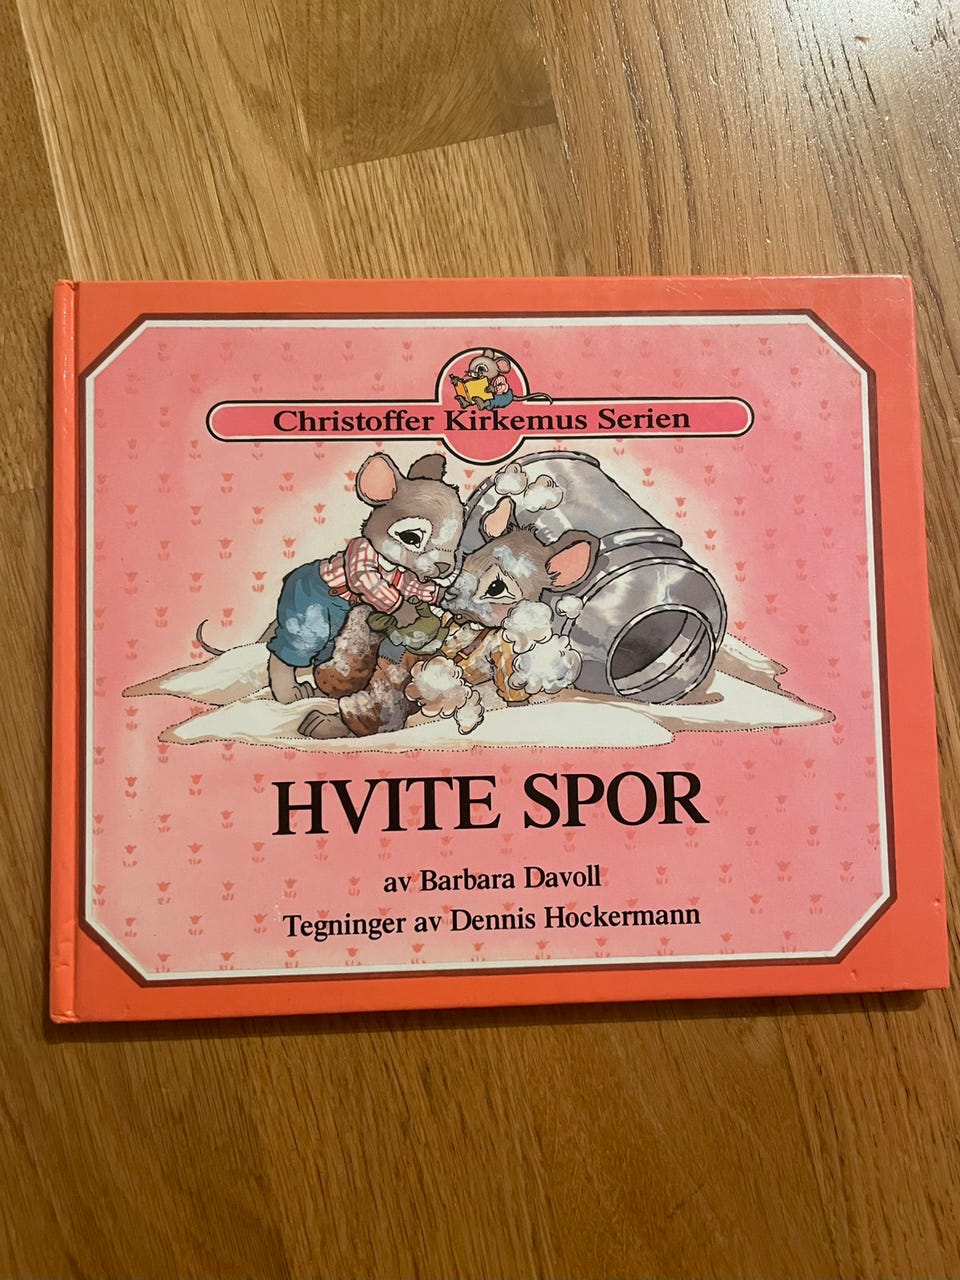 Christoffer Kirkemus Serien
HVITE SPOR
av Barbara Davoll
Tegninger av Dennis Hockermann